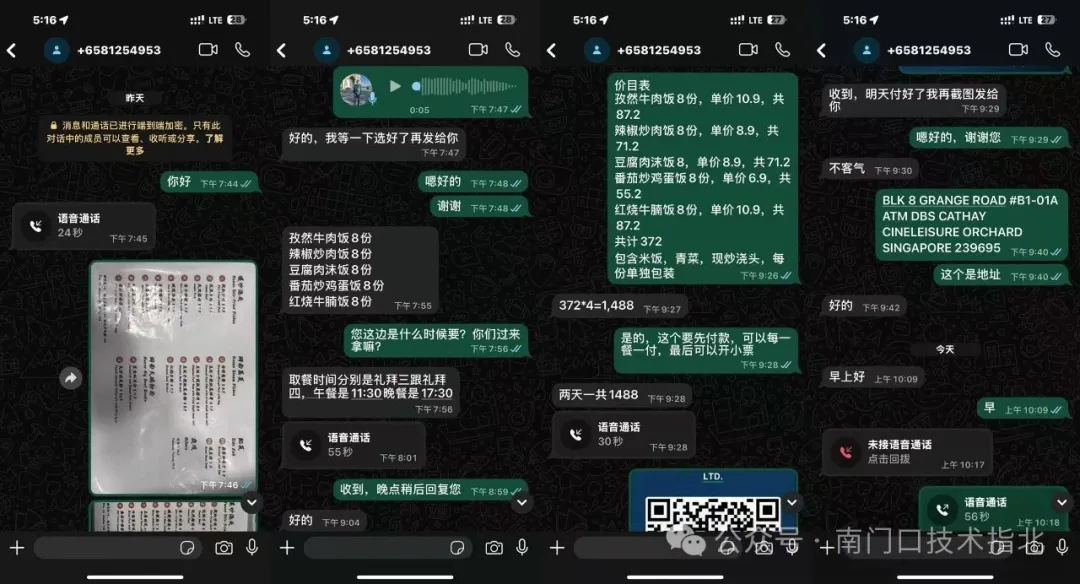 5:16
LTE 28
+6581254953
昨天
消息和通话已进行端到端加密。只有此
对话中的成员可以查看、收听或分享。了解
更多
你好 下午7:44
语音通话
24秒
下午7:45
下午7:46
5:16
LTE 28
+6581254953
0:05
下午7:47
好的，我等一下选好了再发给你
下午7:47
嗯好的 下午7:48
谢谢 下午7:48
孜然牛肉饭8份
辣椒炒肉饭8份
豆腐肉沫饭8份
番茄炒鸡蛋饭8份
红烧牛腩饭8份
下午7:55
您这边是什么时候要？你们过来
拿嘛？
下午7:56
取餐时间分别是礼拜三跟礼拜
四，午餐是11:30晚餐是17:30
下午7:56
语音通话
55秒
下午8:01
收到，晚点稍后回复您 下午8:59
好的 下午9:04
5:16
LTE 27
+6581254953
价目表
孜然牛肉饭8份，单价10.9，共
87.2
辣椒炒肉饭8份，单价8.9，共
71.2
豆腐肉沫饭8，单价8.9，共71.2
番茄炒鸡蛋饭8份，单价6.9，共
55.2
红烧牛腩饭8份，单价10.9，共
87.2
共计372
包含米饭，青菜，现炒浇头，每
份单独包装
下午9:26
372*4=1,488 下午9:27
是的，这个要先付款，可以每一
餐一付，最后可以开小票
下午9:28
两天一共1488 下午9:28
语音通话
30秒
下午9:28
LTD.
5:16
LTE 27
+6581254953
收到，明天付好了我再截图发给
你
下午9:29
嗯好的，谢谢您 下午9:29
不客气 下午9:30
BLK 8 GRANGE ROAD #B1-01A
ATM DBS CATHAY
CINELEISURE ORCHARD
SINGAPORE 239695
下午9:40
这个是地址 下午9:40
好的 下午9:42
今天
早上好 上午10:09
早 上午10:09
未接语音通话
点击回拨
上午10:17
语音通话
56秒
上午10:18
公众号·南门口技术指北